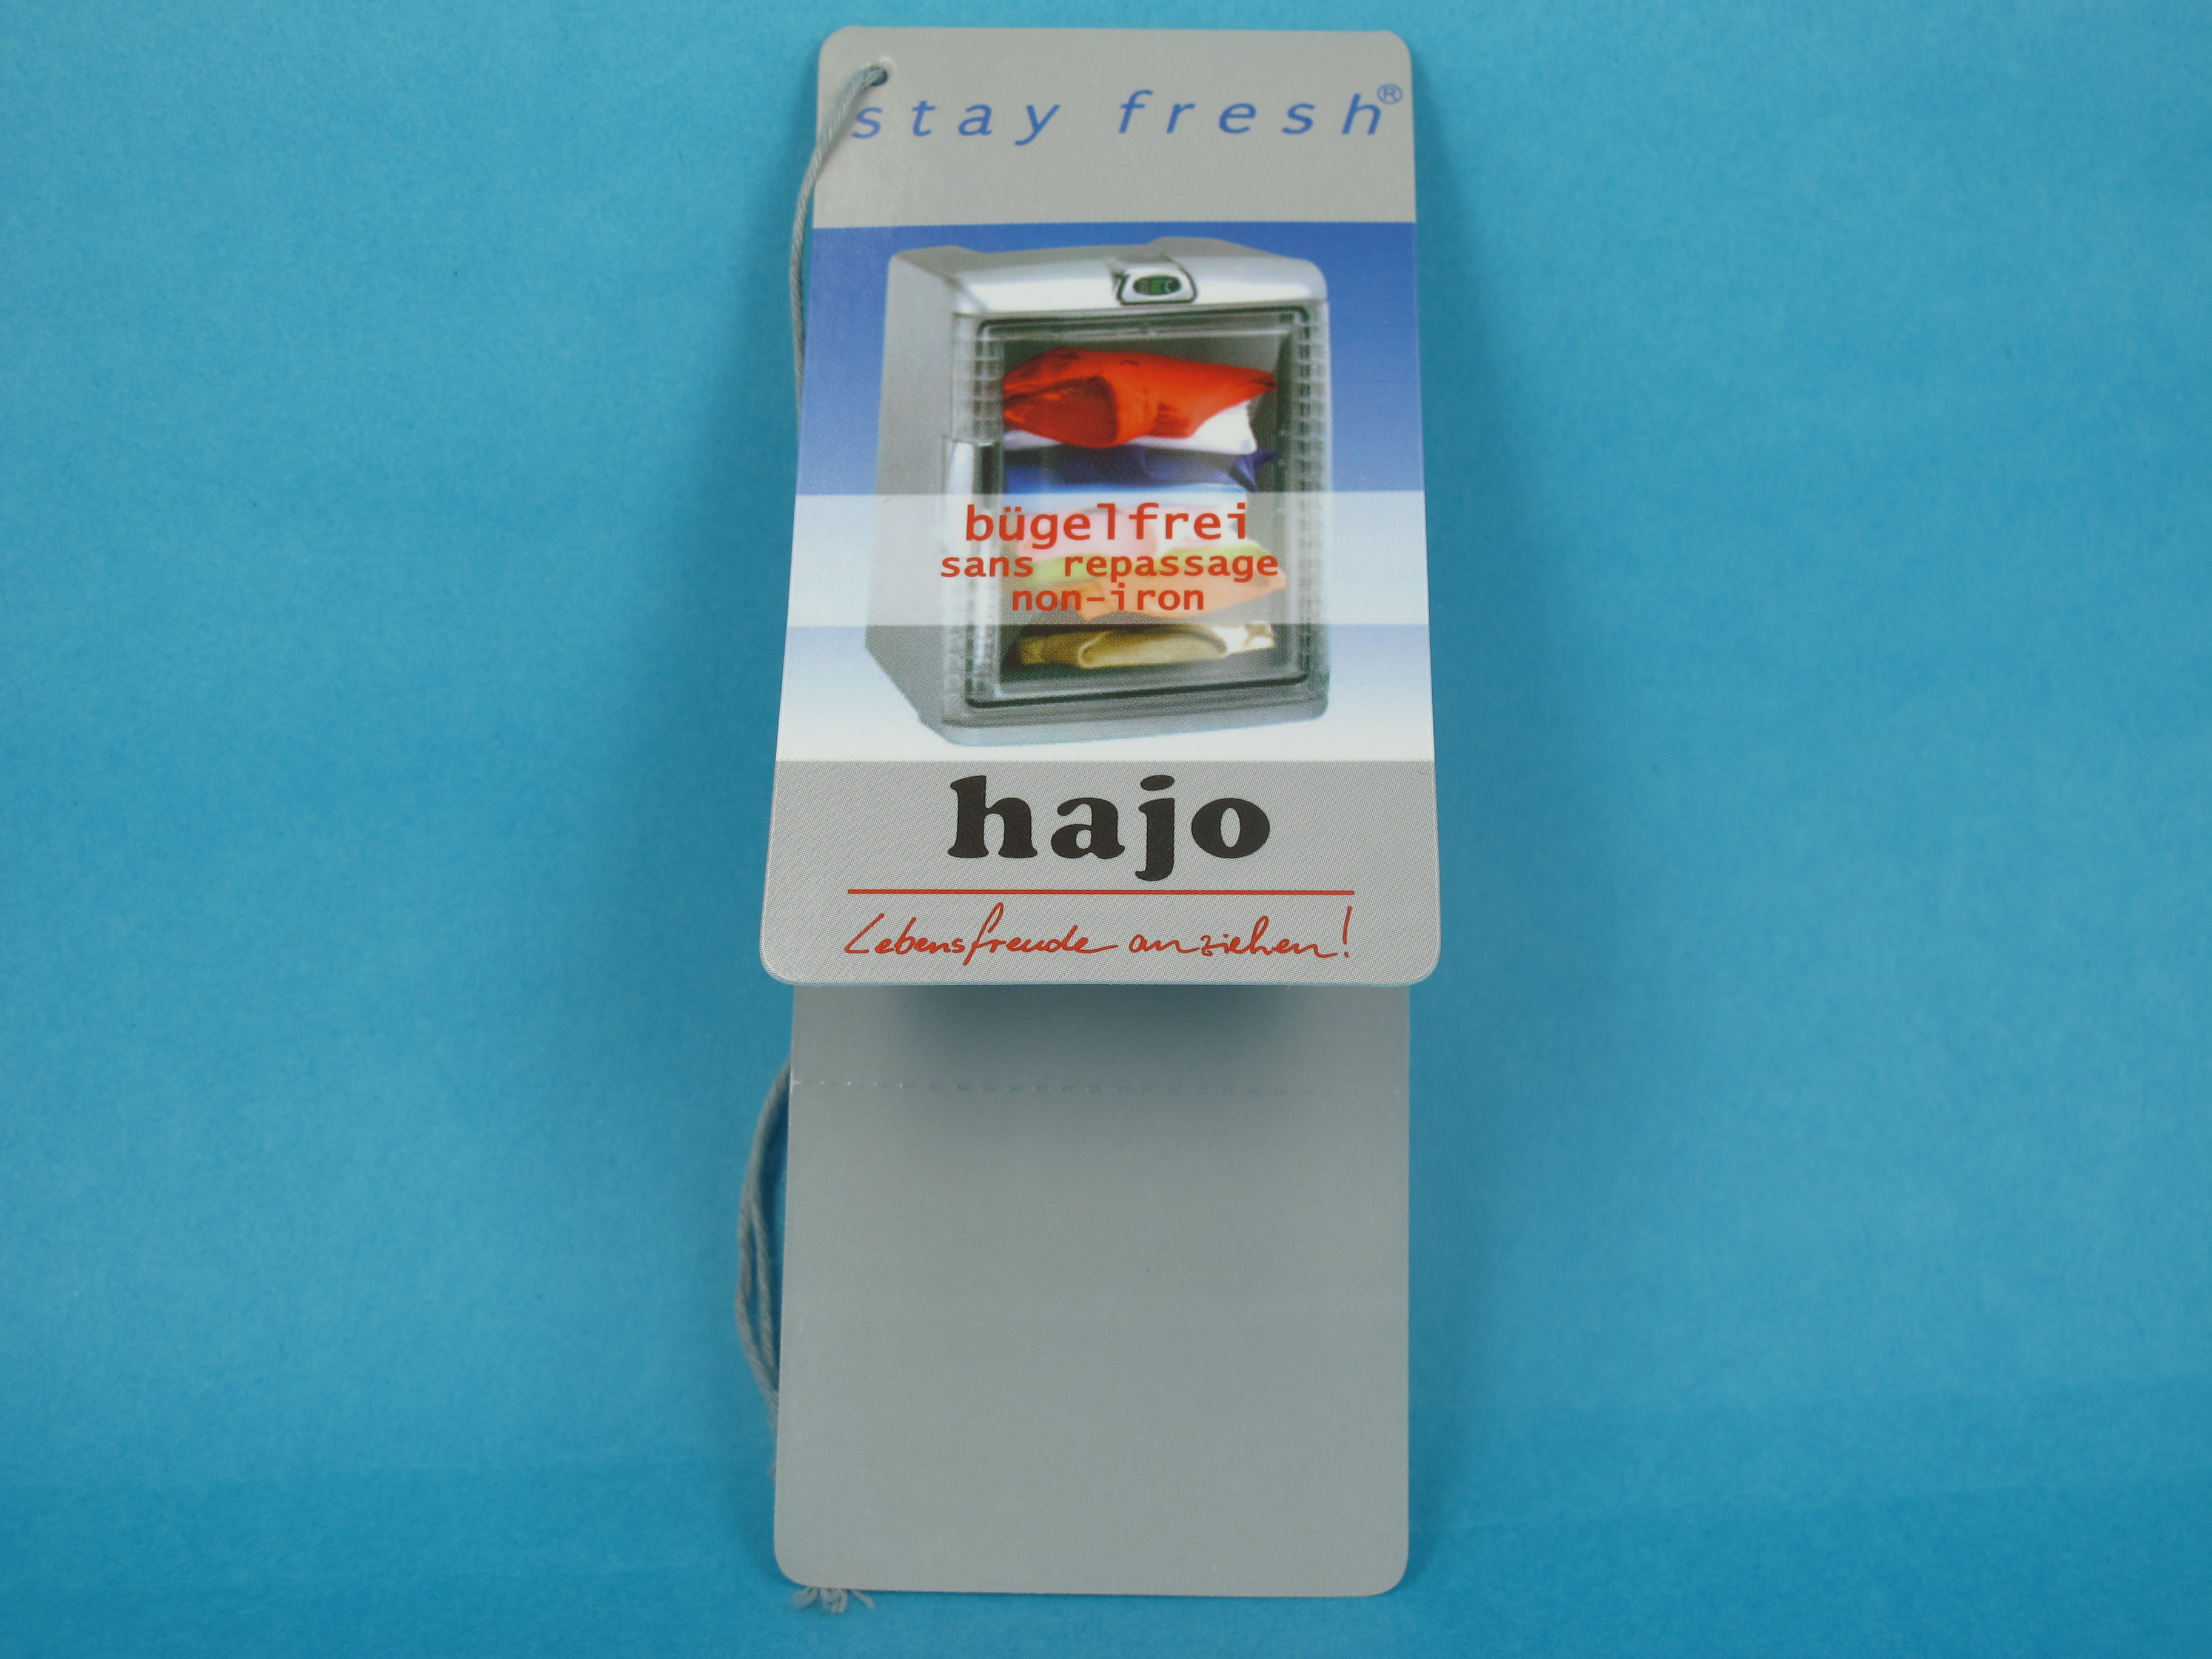 stay fresh®
bügelfrei
sans repassage
non-iron
hajo
Lebensfreude anziehen!